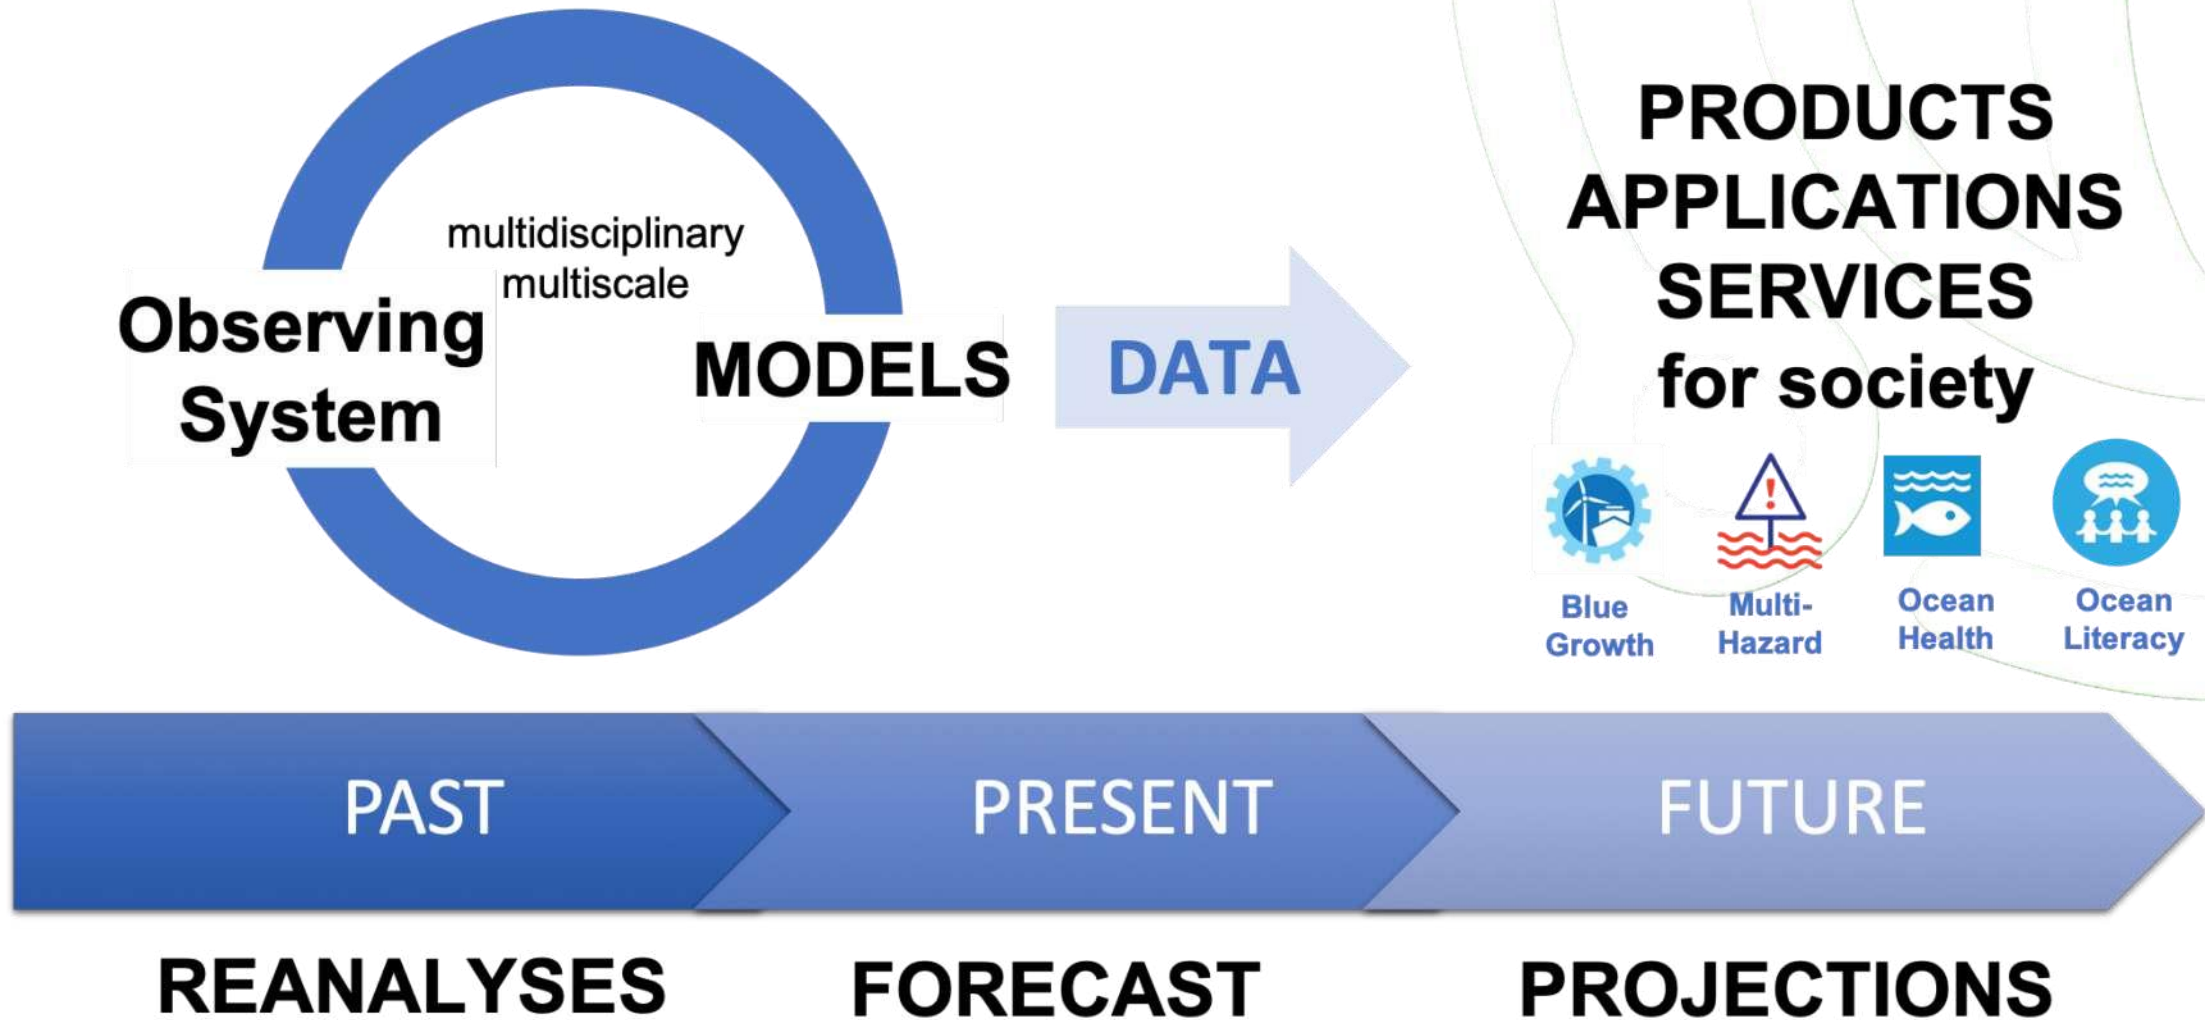 multidisciplinary
multiscale
Observing
System
MODELS
DATA
PRODUCTS
APPLICATIONS
SERVICES
for society
Blue
Growth
Multi-
Hazard
Ocean
Health
Ocean
Literacy
PAST
PRESENT
FUTURE
REANALYSES
FORECAST
PROJECTIONS